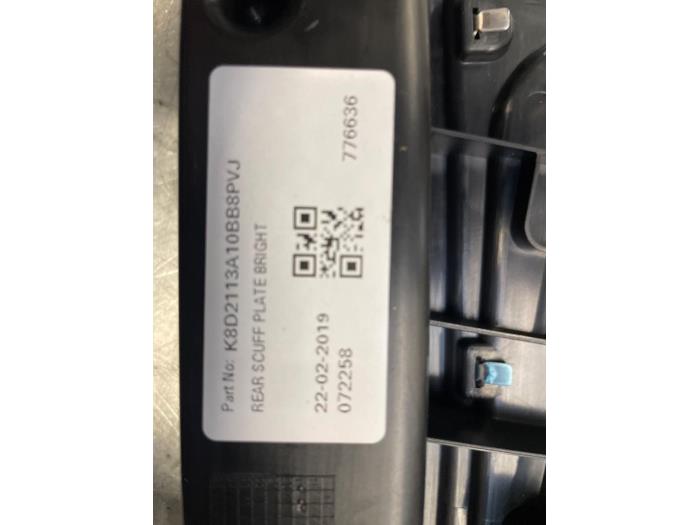 Part No: K8D2113A10BB8PVJ
REAR SCUFF PLATE BRIGHT
22-02-2019
072258 776636